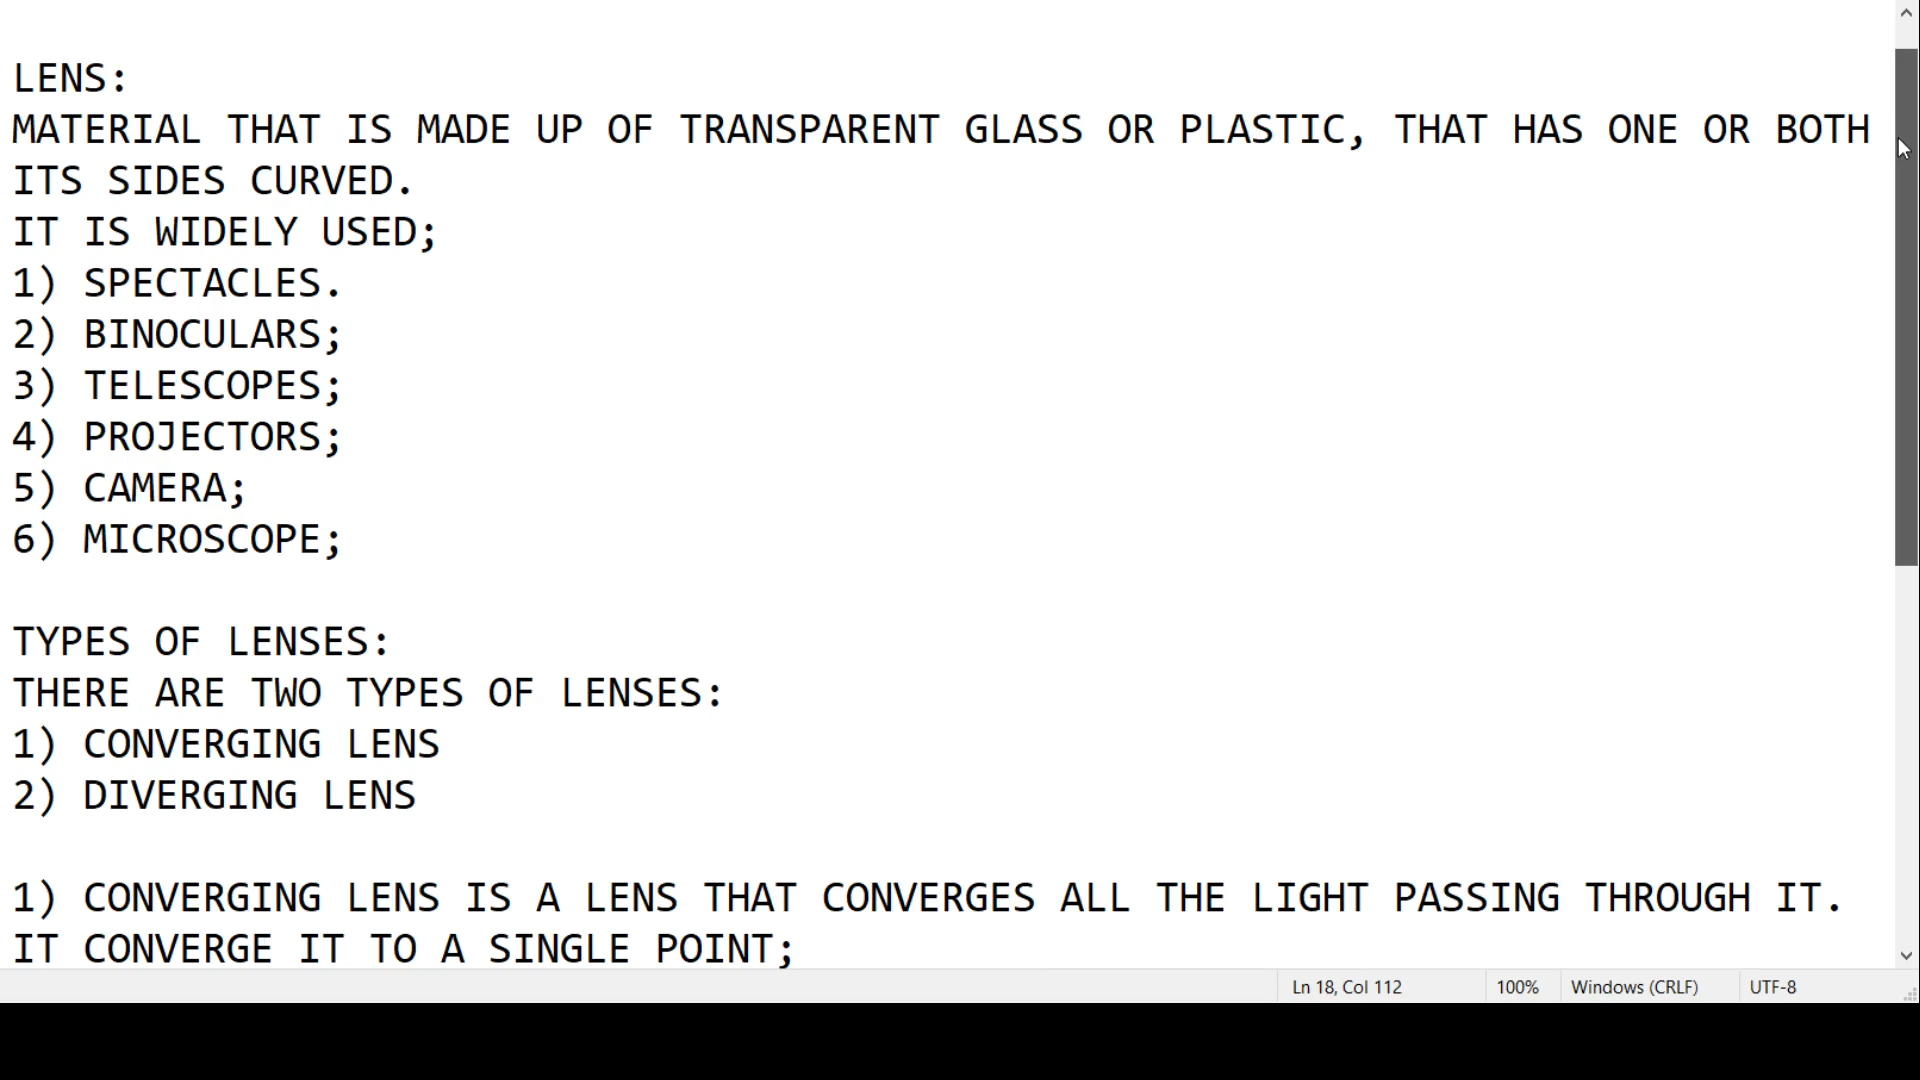 LENS:
MATERIAL THAT IS MADE UP OF TRANSPARENT GLASS OR PLASTIC, THAT HAS ONE OR BOTH
ITS SIDES CURVED.
IT IS WIDELY USED;
1) SPECTACLES.
2) BINOCULARS;
3) TELESCOPES;
4) PROJECTORS;
5) CAMERA;
6) MICROSCOPE;
TYPES OF LENSES:
THERE ARE TWO TYPES OF LENSES:
1) CONVERGING LENS
2) DIVERGING LENS
1) CONVERGING LENS IS A LENS THAT CONVERGES ALL THE LIGHT PASSING THROUGH IT.
IT CONVERGE IT TO A SINGLE POINT;
Ln 18, Col 112 100% Windows (CRLF) UTF-8